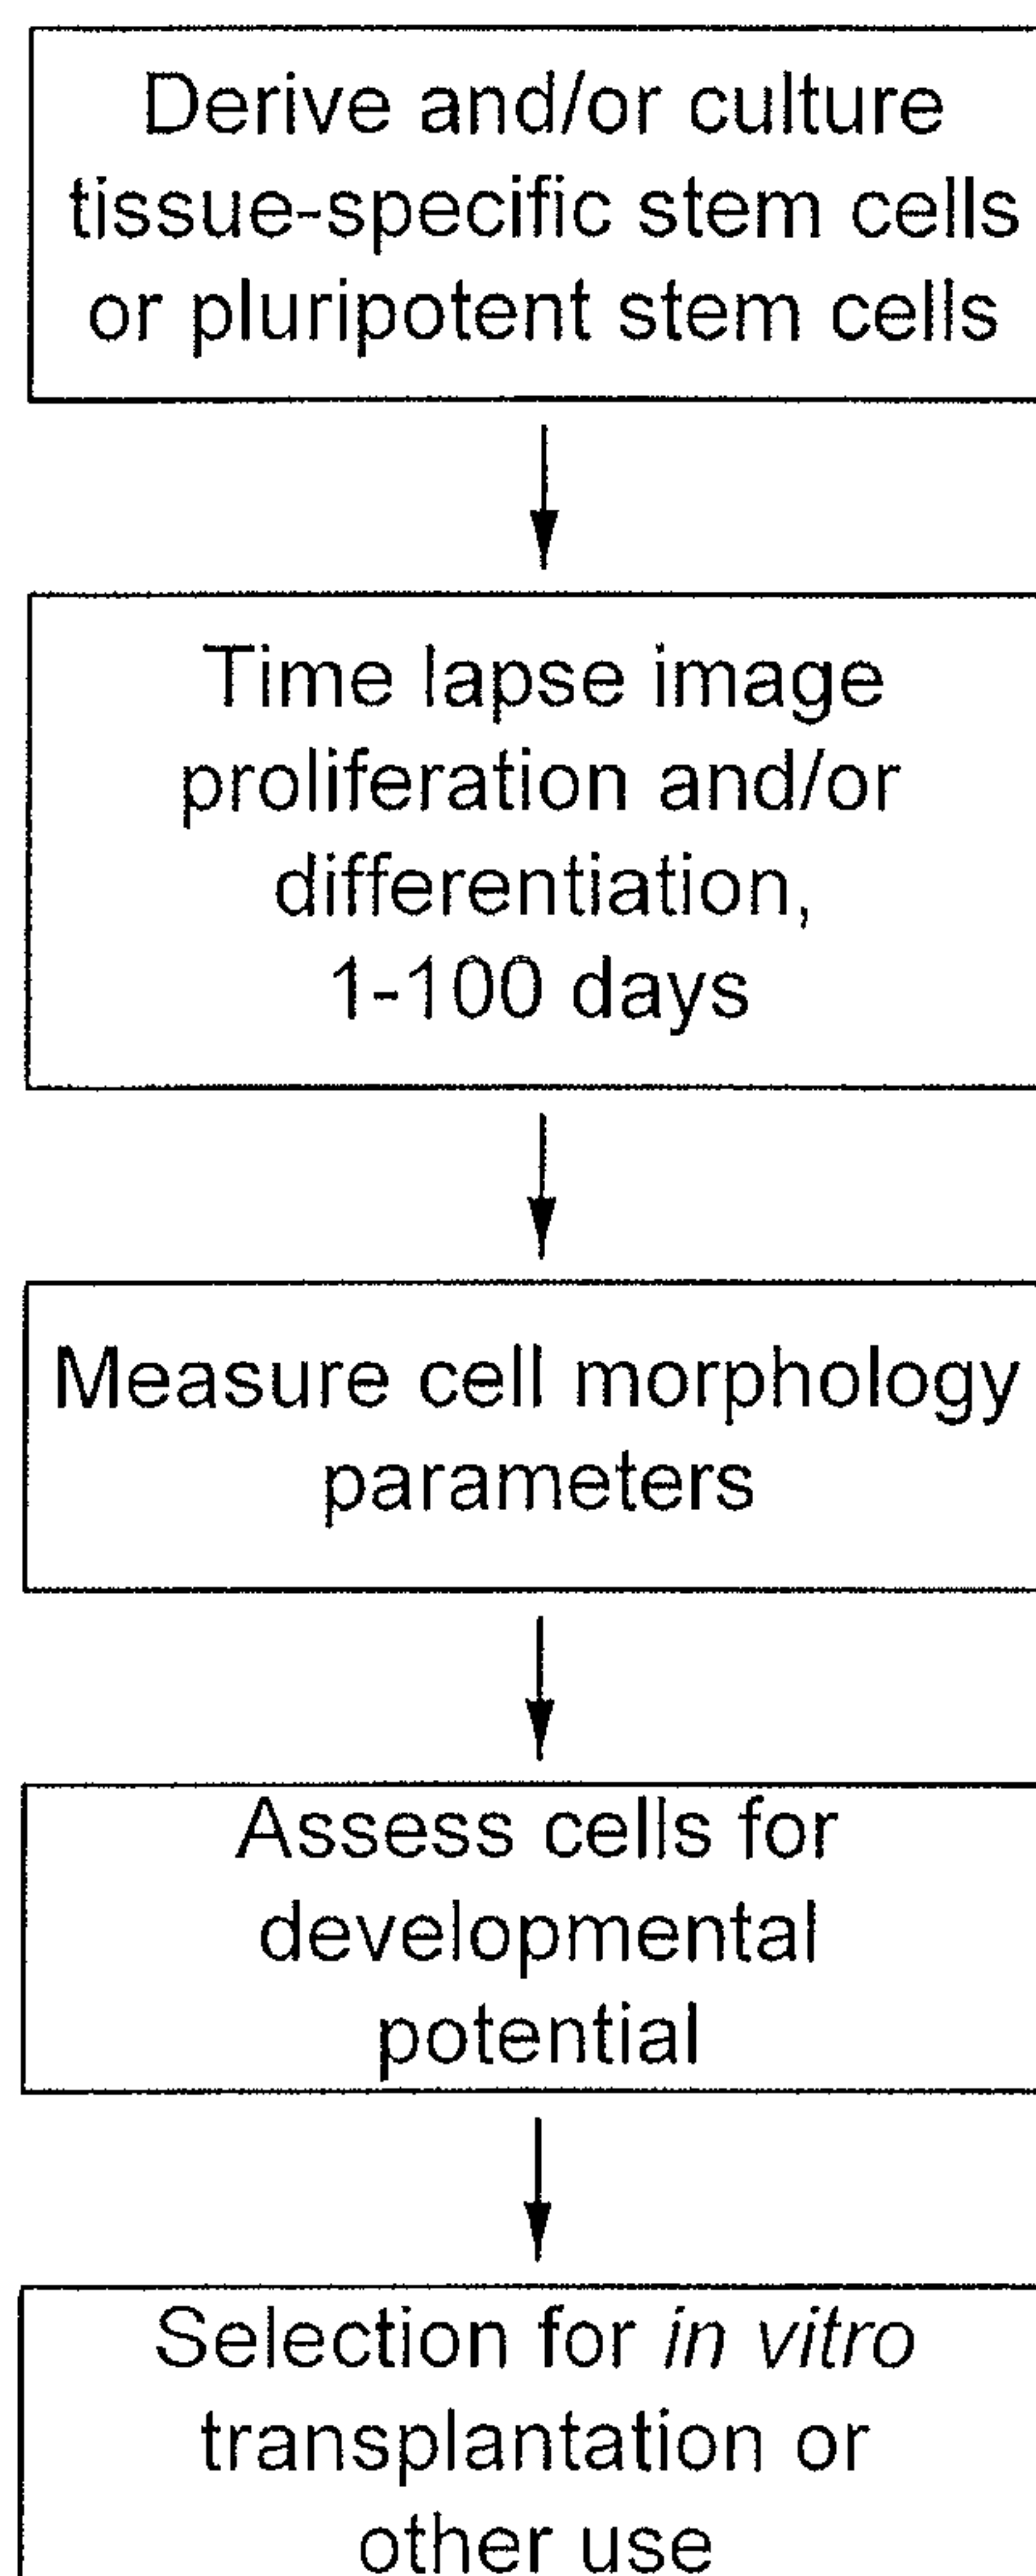 Derive and/or culture
tissue-specific stem cells
or pluripotent stem cells
Time lapse image
proliferation and/or
differentiation,
1-100 days
Measure cell morphology
parameters
Assess cells for
developmental
potential
Selection for in vitro
transplantation or
other use